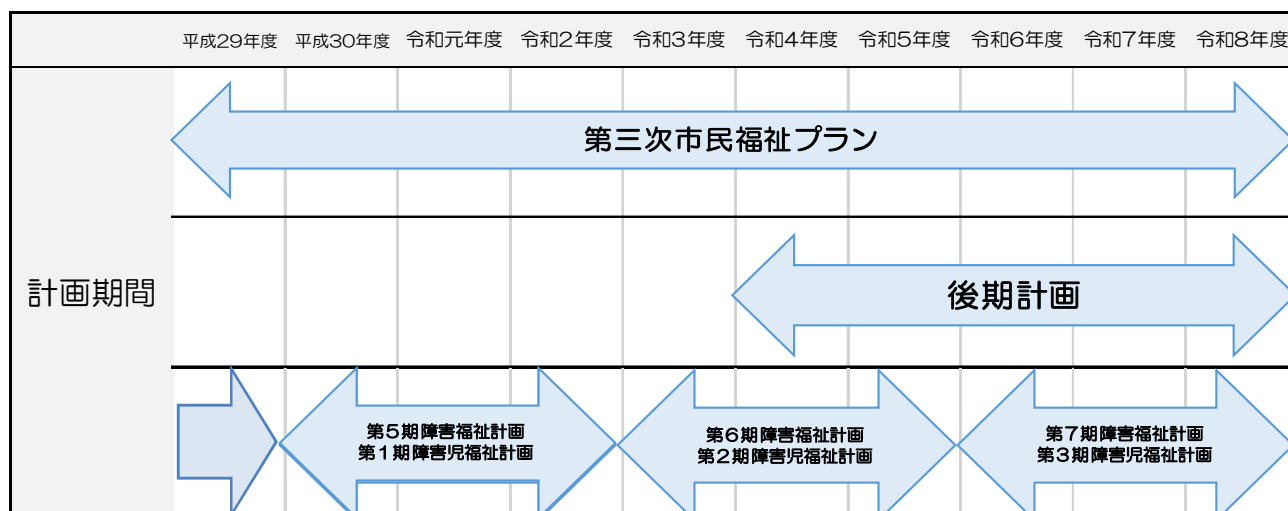 平成29年度 平成30年度 令和元年度 令和2年度 令和3年度 令和4年度 令和5年度 令和6年度 令和7年度 令和8年度
第三次市民福祉プラン
計画期間
後期計画
第5期障害福祉計画
第1期障害児福祉計画
第6期障害福祉計画
第2期障害児福祉計画
第7期障害福祉計画
第3期障害児福祉計画